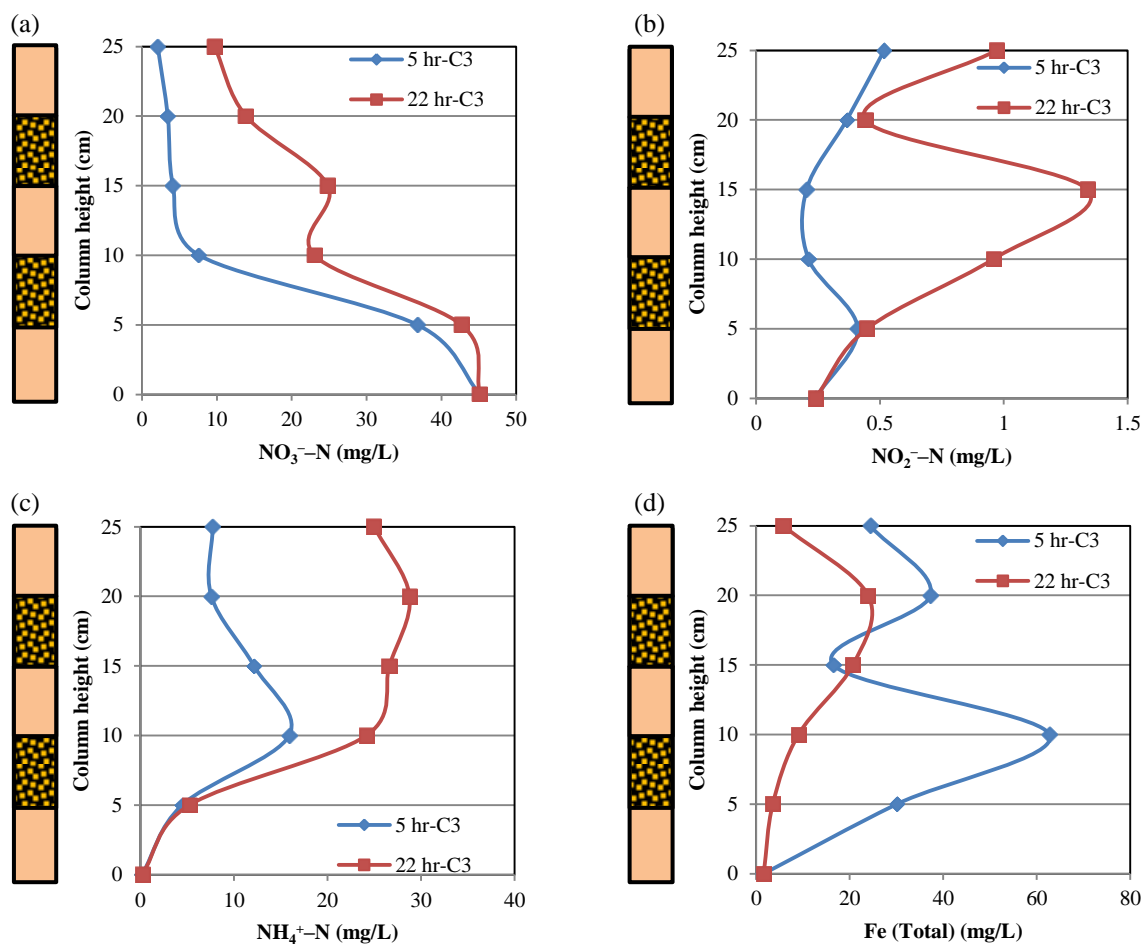 (a)
25
20
15
10
5
0
Column height (cm)
5 hr-C3
22 hr-C3
0 10 20 30 40 50
NO₃⁻–N (mg/L)
(b)
25
20
15
10
5
0
Column height (cm)
5 hr-C3
22 hr-C3
0 0.5 1 1.5
NO₂⁻–N (mg/L)
(c)
25
20
15
10
5
0
Column height (cm)
5 hr-C3
22 hr-C3
0 10 20 30 40
NH₄⁺–N (mg/L)
(d)
25
20
15
10
5
0
Column height (cm)
5 hr-C3
22 hr-C3
0 20 40 60 80
Fe (Total) (mg/L)